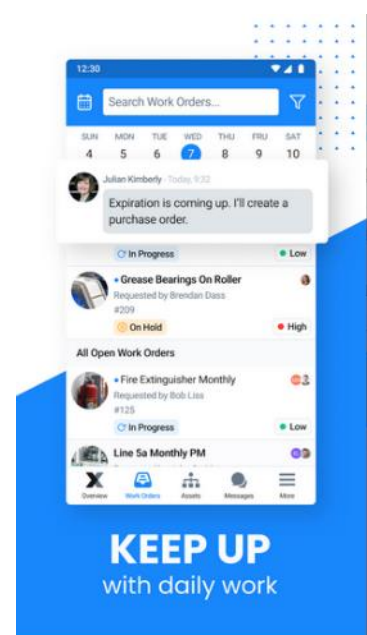 12:30
Search Work Orders...
SUN MON TUE WED THU FRU SAT
4 5 6 7 8 9 10
Julian Kimberly - Today, 9:32
Expiration is coming up. I'll create a
purchase order.
In Progress Low
Grease Bearings On Roller
Requested by Brendan Dass
#209
On Hold High
All Open Work Orders
Fire Extinguisher Monthly
Requested by Bob Liss
#125
In Progress Low
Line 5a Monthly PM
Overview Work Orders Assets Messages More
KEEP UP
with daily work